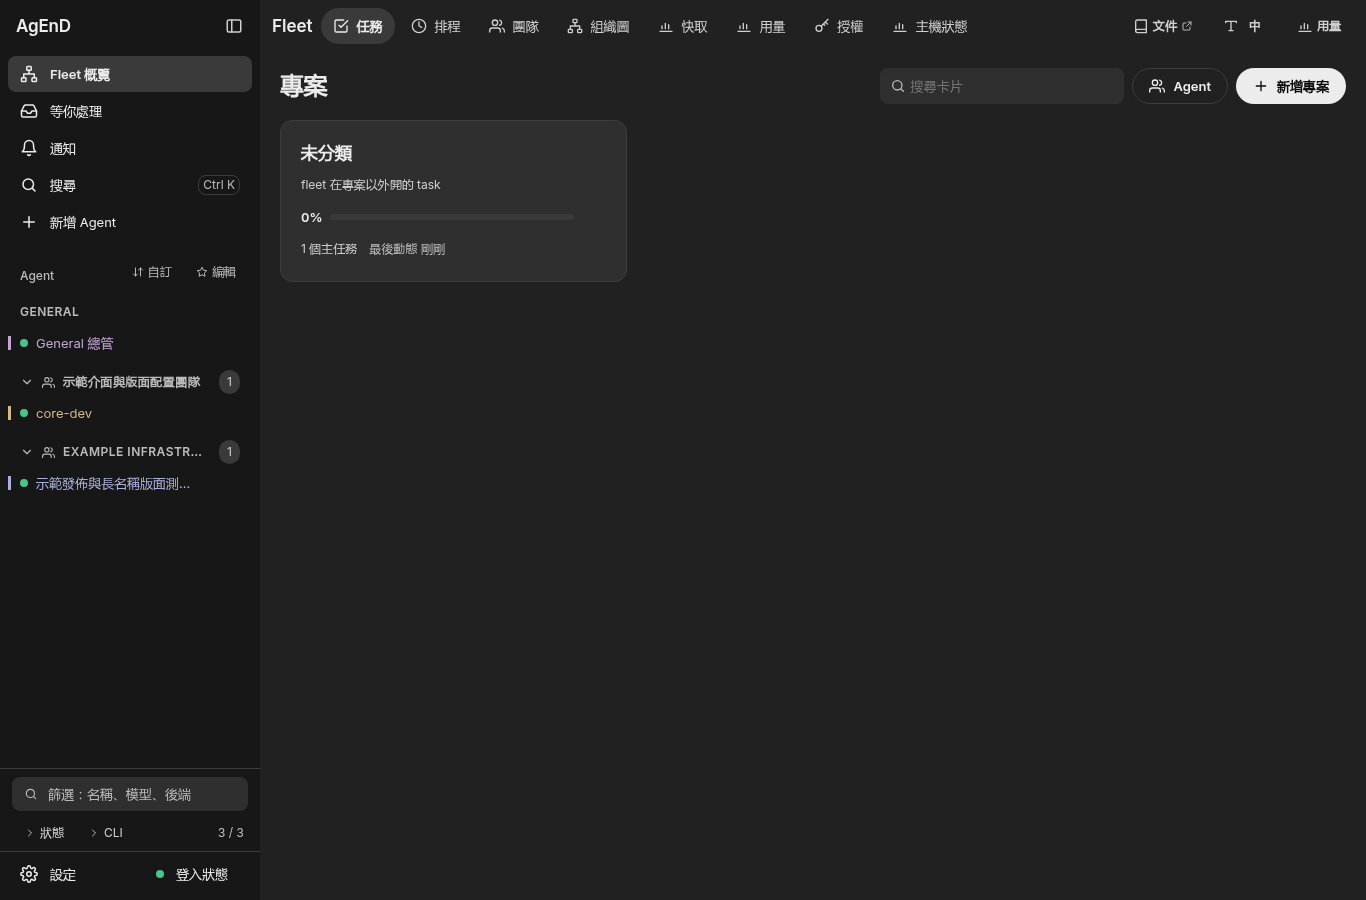 AgEnD
Fleet 概覽
等你處理
通知
搜尋 Ctrl K
新增 Agent
Agent 自訂 編輯
GENERAL
General 總管
示範介面與版面配置團隊 1
core-dev
EXAMPLE INFRASTR... 1
示範發佈與長名稱版面測...
篩選：名稱、模型、後端
狀態 CLI 3 / 3
設定 登入狀態
Fleet 任務 排程 團隊 組織圖 快取 用量 授權 主機狀態 文件 中 用量
專案 搜尋卡片 Agent 新增專案
未分類
fleet 在專案以外開的 task
0%
1 個主任務 最後動態 剛剛